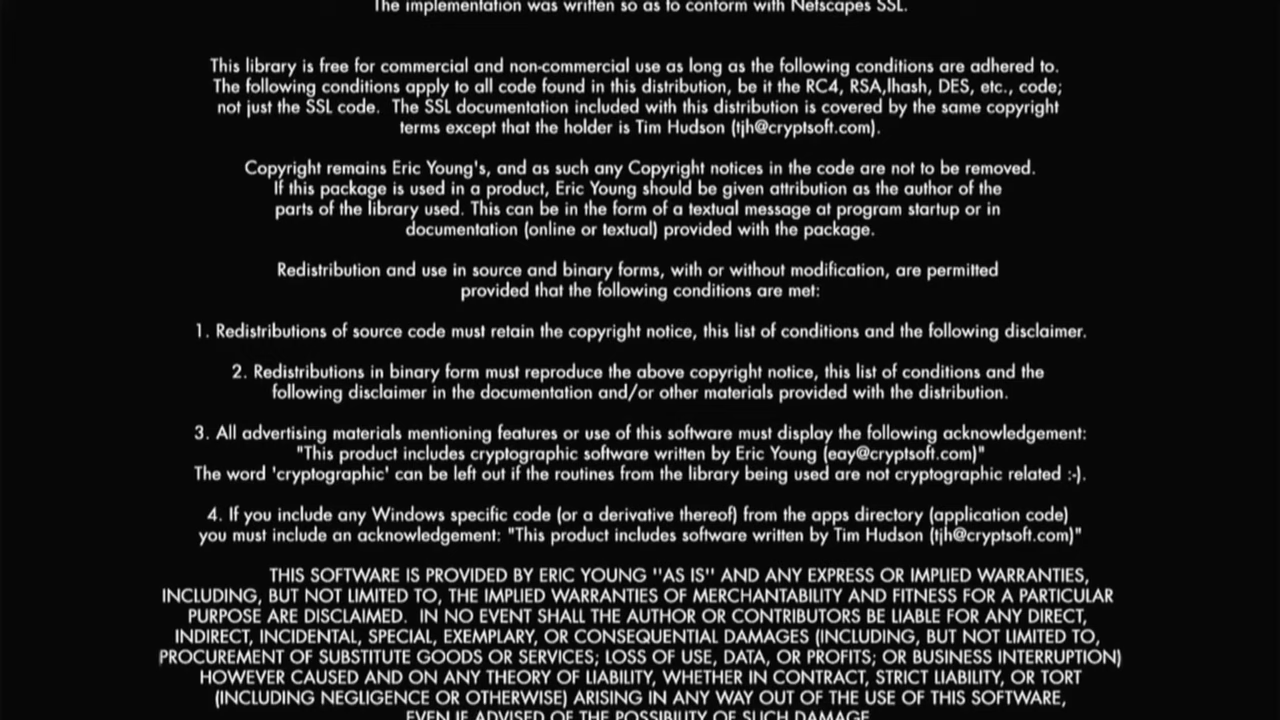 The implementation was written so as to conform with Netscapes SSL.
This library is free for commercial and non-commercial use as long as the following conditions are adhered to.
The following conditions apply to all code found in this distribution, be it the RC4, RSA,lhash, DES, etc., code;
not just the SSL code.  The SSL documentation included with this distribution is covered by the same copyright
terms except that the holder is Tim Hudson (tjh@cryptsoft.com).
Copyright remains Eric Young's, and as such any Copyright notices in the code are not to be removed.
If this package is used in a product, Eric Young should be given attribution as the author of the
parts of the library used. This can be in the form of a textual message at program startup or in
documentation (online or textual) provided with the package.
Redistribution and use in source and binary forms, with or without modification, are permitted
provided that the following conditions are met:
1. Redistributions of source code must retain the copyright notice, this list of conditions and the following disclaimer.
2. Redistributions in binary form must reproduce the above copyright notice, this list of conditions and the
following disclaimer in the documentation and/or other materials provided with the distribution.
3. All advertising materials mentioning features or use of this software must display the following acknowledgement:
"This product includes cryptographic software written by Eric Young (eay@cryptsoft.com)"
The word 'cryptographic' can be left out if the routines from the library being used are not cryptographic related :-).
4. If you include any Windows specific code (or a derivative thereof) from the apps directory (application code)
you must include an acknowledgement: "This product includes software written by Tim Hudson (tjh@cryptsoft.com)"
THIS SOFTWARE IS PROVIDED BY ERIC YOUNG ''AS IS'' AND ANY EXPRESS OR IMPLIED WARRANTIES,
INCLUDING, BUT NOT LIMITED TO, THE IMPLIED WARRANTIES OF MERCHANTABILITY AND FITNESS FOR A PARTICULAR
PURPOSE ARE DISCLAIMED.  IN NO EVENT SHALL THE AUTHOR OR CONTRIBUTORS BE LIABLE FOR ANY DIRECT,
INDIRECT, INCIDENTAL, SPECIAL, EXEMPLARY, OR CONSEQUENTIAL DAMAGES (INCLUDING, BUT NOT LIMITED TO,
PROCUREMENT OF SUBSTITUTE GOODS OR SERVICES; LOSS OF USE, DATA, OR PROFITS; OR BUSINESS INTERRUPTION)
HOWEVER CAUSED AND ON ANY THEORY OF LIABILITY, WHETHER IN CONTRACT, STRICT LIABILITY, OR TORT
(INCLUDING NEGLIGENCE OR OTHERWISE) ARISING IN ANY WAY OUT OF THE USE OF THIS SOFTWARE,
EVEN IF ADVISED OF THE POSSIBILITY OF SUCH DAMAGE